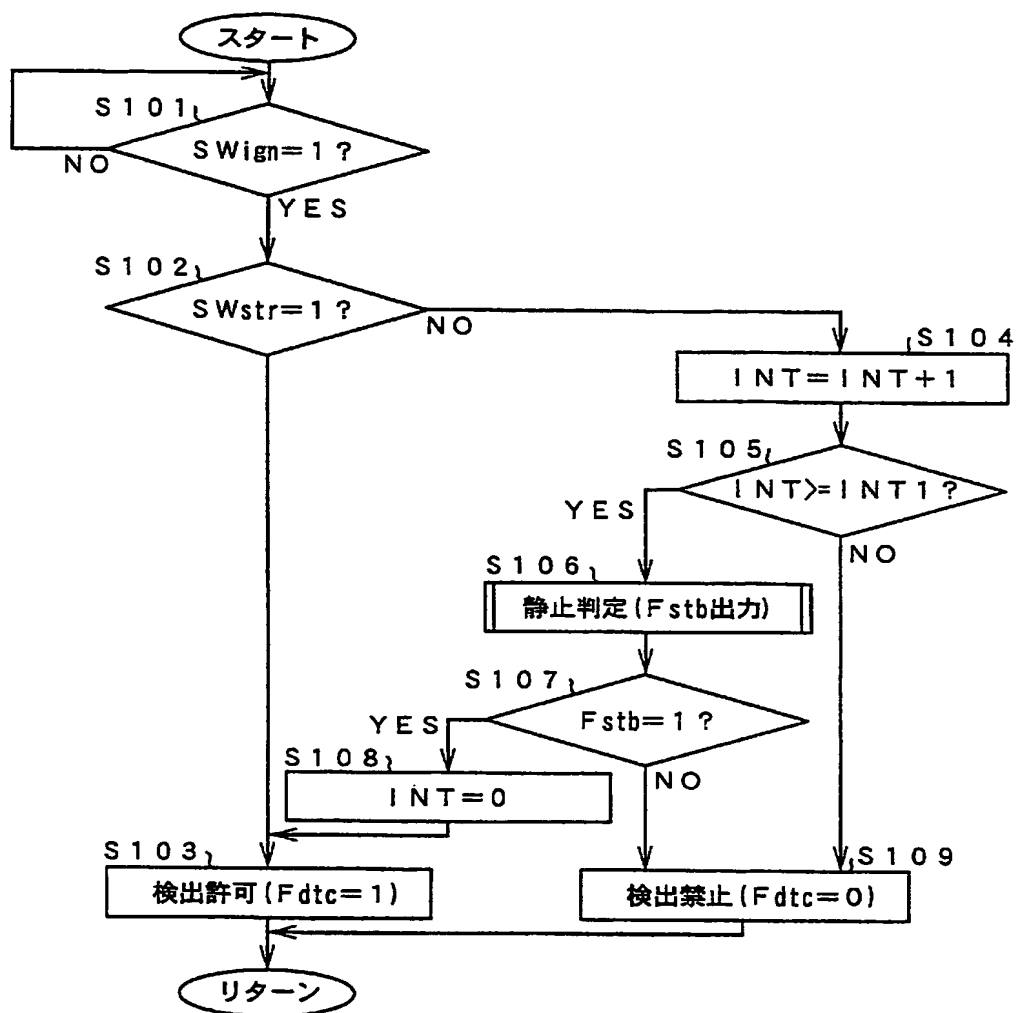 スタート
S101
SWign=1?
NO
YES
S102
SWstr=1?
NO
S104
INT=INT+1
S105
INT>=INT1?
YES
NO
S106
静止判定(Fstb出力)
S107
Fstb=1?
YES
NO
S108
INT=0
S103
検出許可(Fdtc=1)
S109
検出禁止(Fdtc=0)
リターン